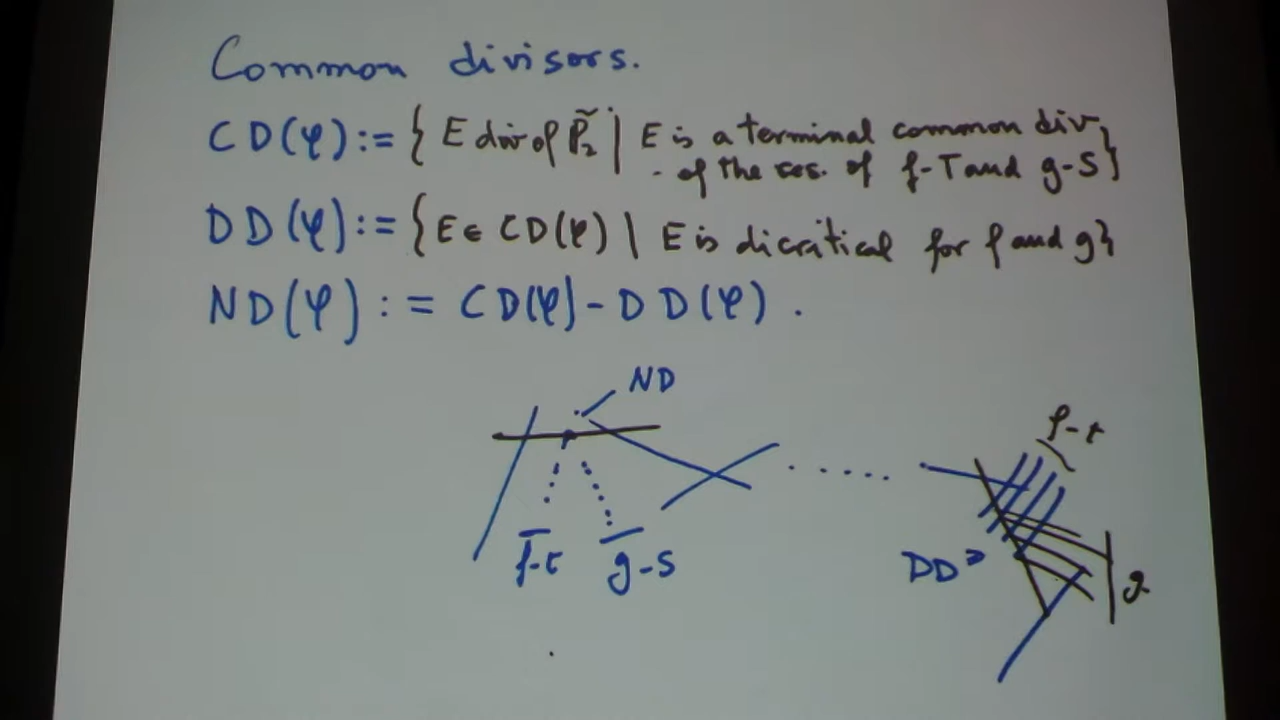 Common divisors.
CD(φ):= { E div of P̃₂ | E is a terminal common div.
of the res. of f-T and g-S}
DD(φ):= {E ∈ CD(φ) | E is dicritical for f and g}
ND(φ):= CD(φ) - DD(φ).
ND
f-t
f-t
g-s
DD
g